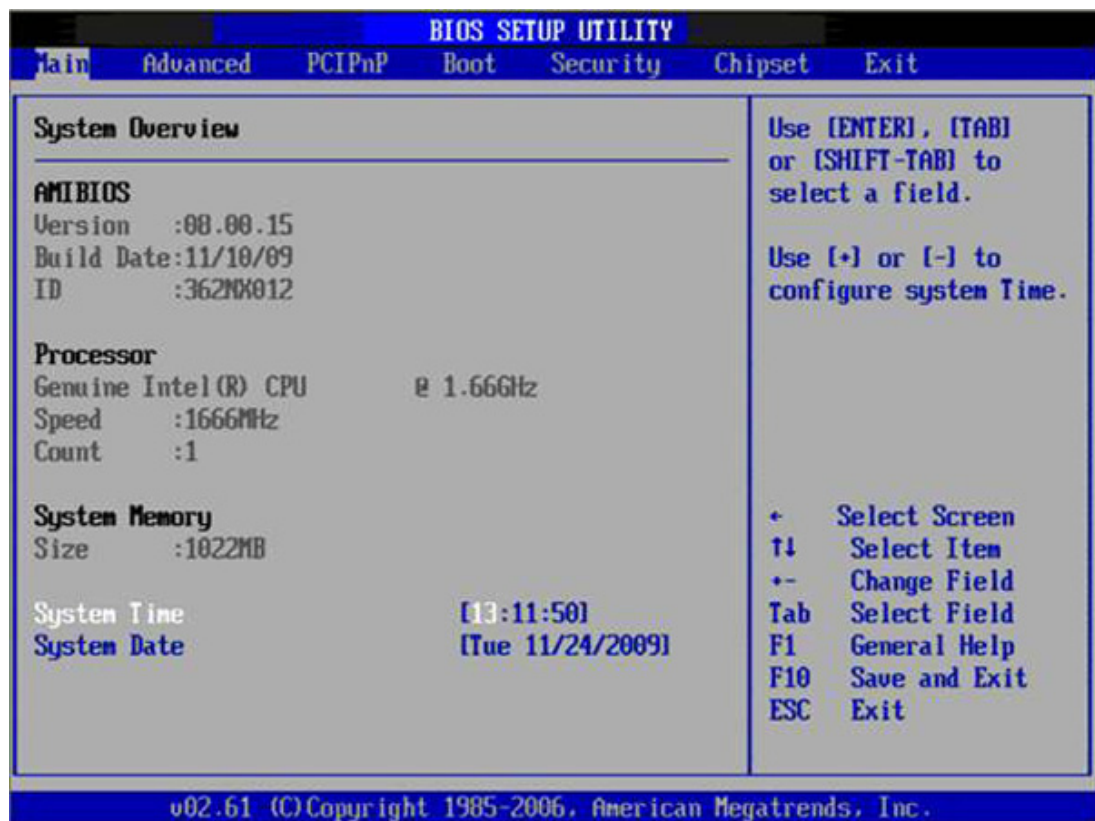 BIOS SETUP UTILITY
Main Advanced PCIPnP Boot Security Chipset Exit
System Overview
AMIBIOS
Version :08.00.15
Build Date:11/10/09
ID :362NX012
Processor
Genuine Intel(R) CPU @ 1.66GHz
Speed :1666MHz
Count :1
System Memory
Size :1022MB
System Time [13:11:50]
System Date [Tue 11/24/2009]
Use [ENTER], [TAB]
or [SHIFT-TAB] to
select a field.
Use [+] or [-] to
configure system Time.
← Select Screen
↑↓ Select Item
+- Change Field
Tab Select Field
F1 General Help
F10 Save and Exit
ESC Exit
v02.61 (C)Copyright 1985-2006, American Megatrends, Inc.